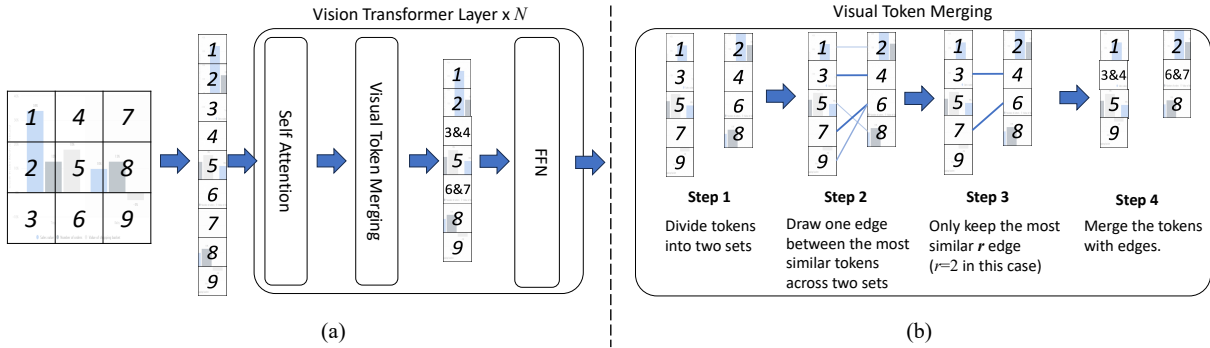 Vision Transformer Layer x N
Visual Token Merging
1 4 7
2 5 8
3 6 9
1
2
3
4
5
6
7
8
9
Self Attention
Visual Token Merging
1
2
3&4
5
6&7
8
9
FFN
1 2
3 4
5 6
7 8
9
1 2
3 4
5 6
7 8
9
1 2
3 4
5 6
7 8
9
1 2
3&4 6&7
5 8
9
Step 1
Divide tokens
into two sets
Step 2
Draw one edge
between the most
similar tokens
across two sets
Step 3
Only keep the most
similar r edge
(r=2 in this case)
Step 4
Merge the tokens
with edges.
(a)
(b)